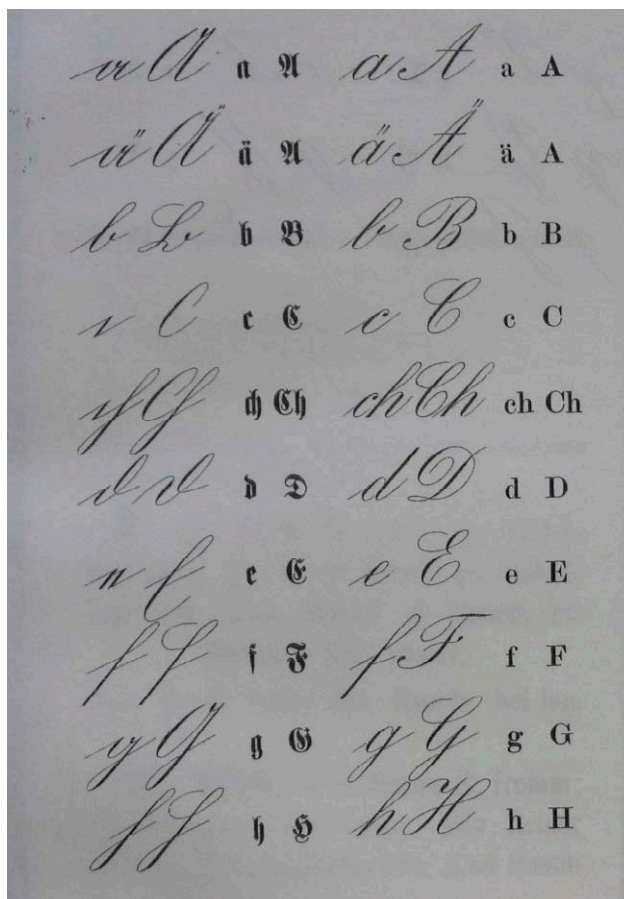 a A a A a A a A
ä Ä ä A ä Ä ä A
b B b B b B b B
c C c C c C c C
ch Ch ch Ch ch Ch ch Ch
d D d D d D d D
e E e E e E e E
f F f F f F f F
g G g G g G g G
h H h H h H h H